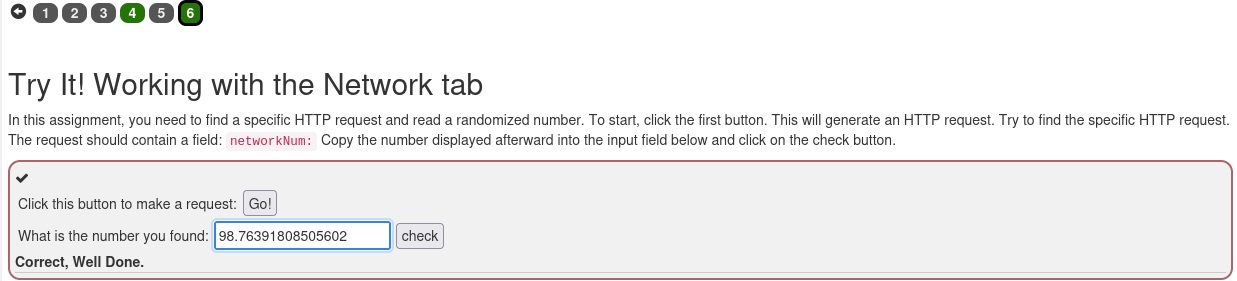 1 2 3 4 5 6
Try It! Working with the Network tab
In this assignment, you need to find a specific HTTP request and read a randomized number. To start, click the first button. This will generate an HTTP request. Try to find the specific HTTP request.
The request should contain a field: networkNum: Copy the number displayed afterward into the input field below and click on the check button.
Click this button to make a request: Go!
What is the number you found: 98.76391808505602 check
Correct, Well Done.